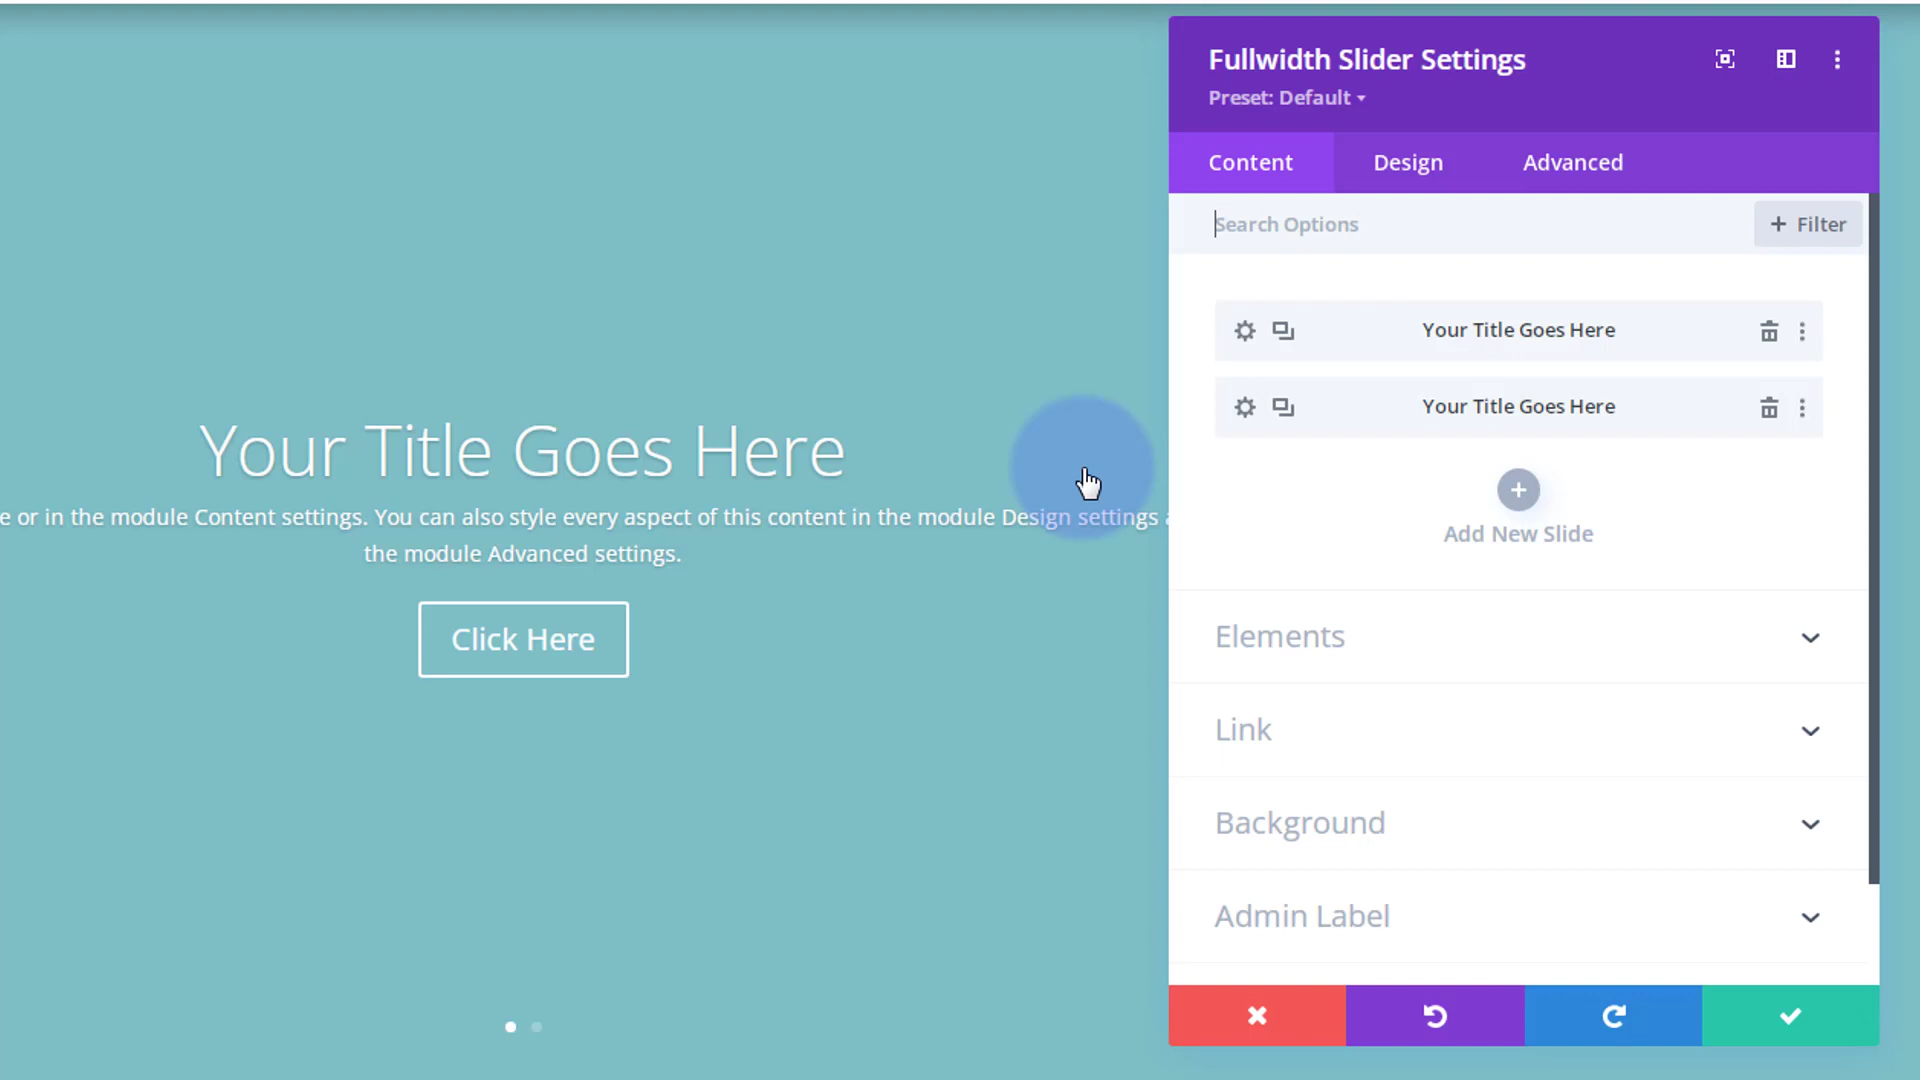 Your Title Goes Here
e or in the module Content settings. You can also style every aspect of this content in the module Design settings
the module Advanced settings.
Click Here
Fullwidth Slider Settings
Preset: Default
Content Design Advanced
Search Options
+ Filter
Your Title Goes Here
Your Title Goes Here
Add New Slide
Elements
Link
Background
Admin Label